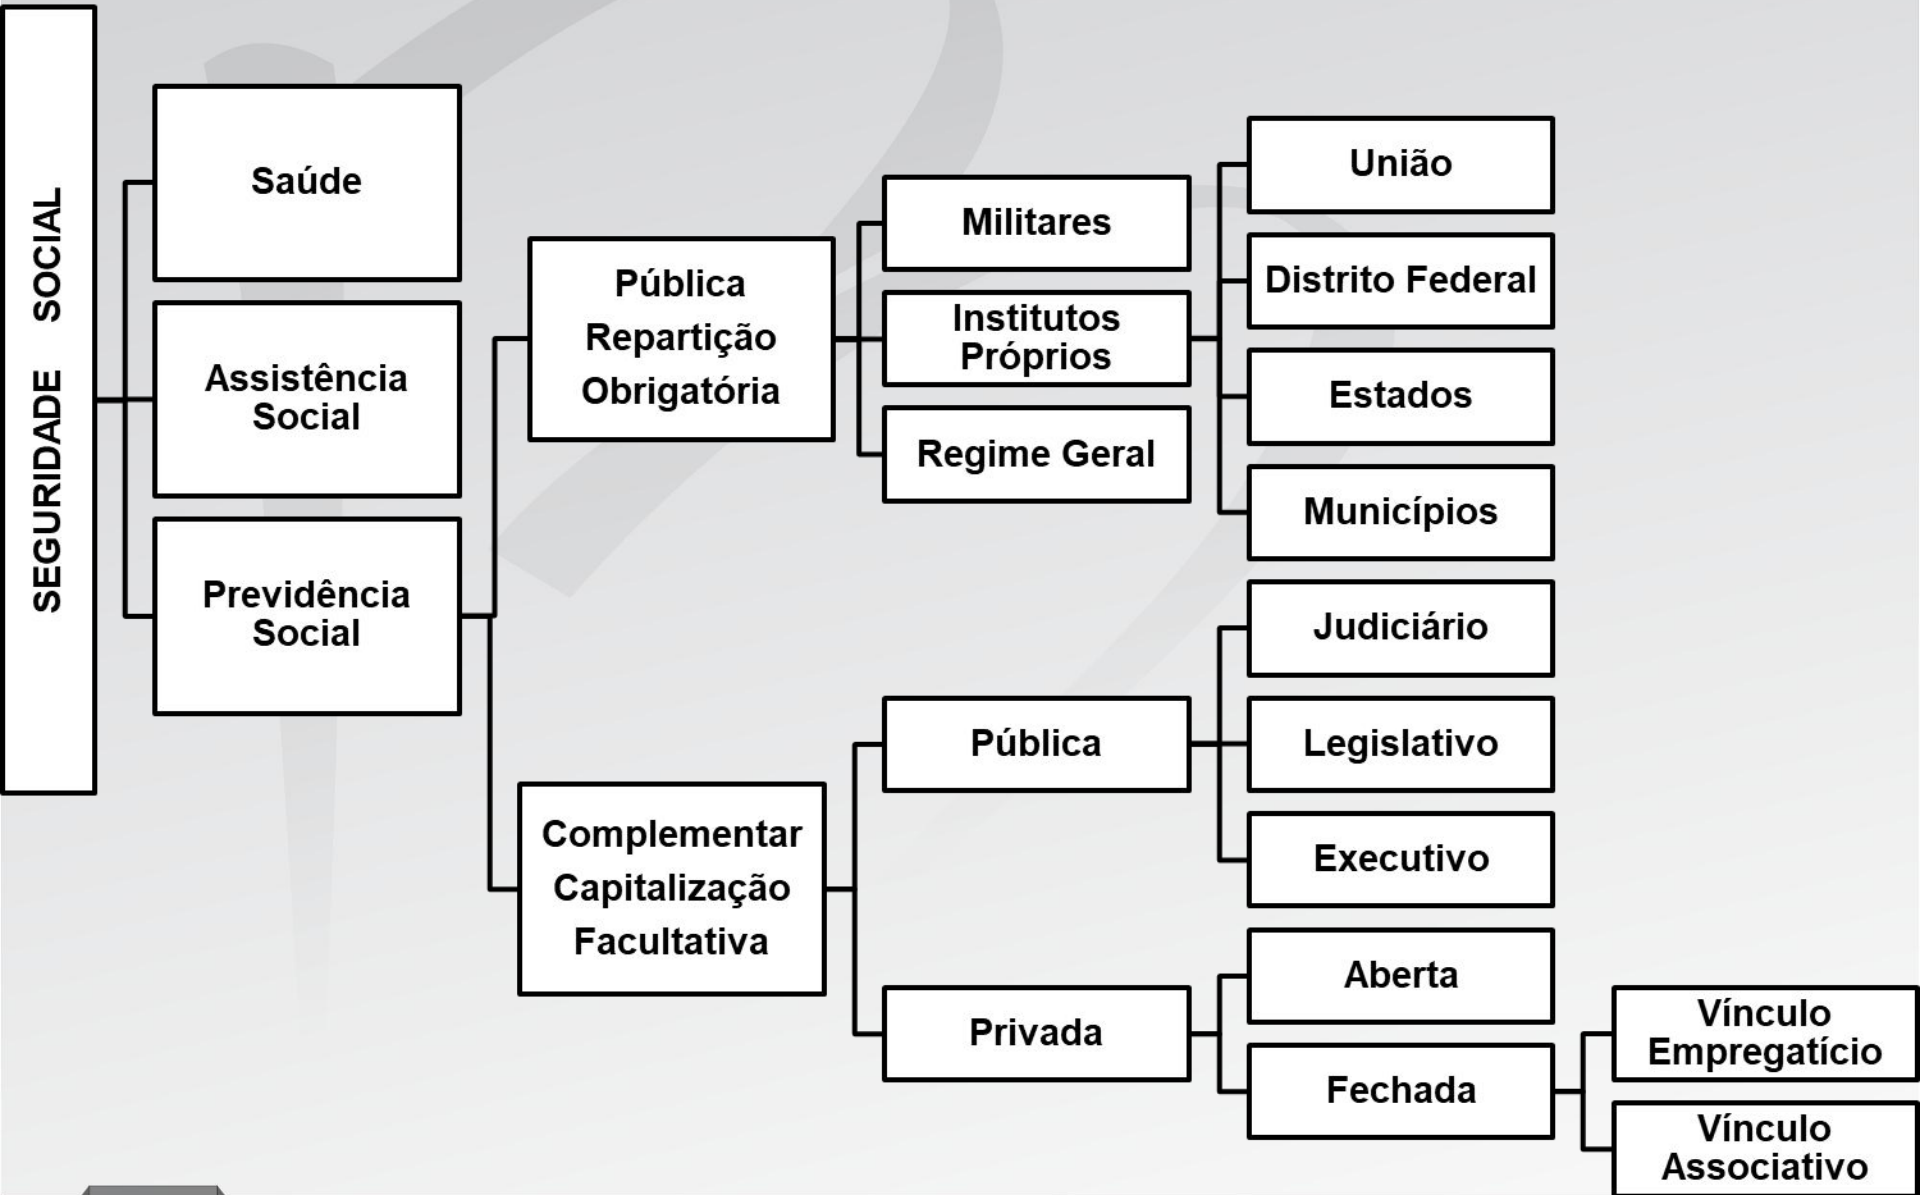 SEGURIDADE SOCIAL
Saúde
Assistência
Social
Previdência
Social
Pública
Repartição
Obrigatória
Complementar
Capitalização
Facultativa
Militares
Institutos
Próprios
Regime Geral
Pública
Privada
União
Distrito Federal
Estados
Municípios
Judiciário
Legislativo
Executivo
Aberta
Fechada
Vínculo
Empregatício
Vínculo
Associativo